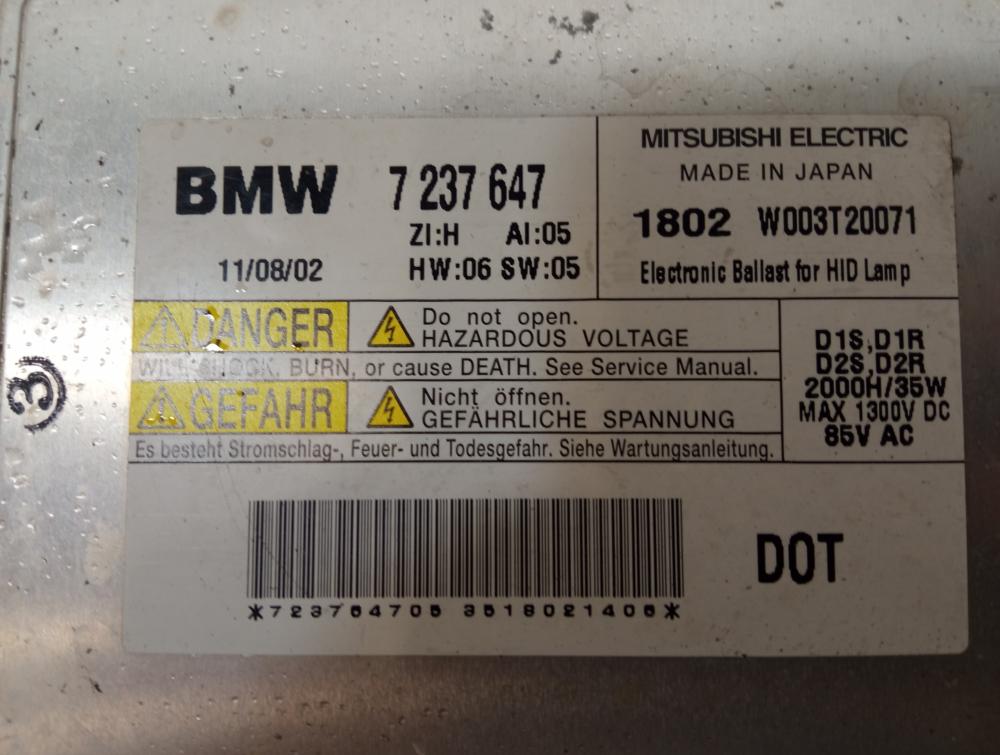 BMW 7 237 647
ZI:H AI:05
11/08/02 HW:06 SW:05
MITSUBISHI ELECTRIC
MADE IN JAPAN
1802 W003T20071
Electronic Ballast for HID Lamp
DANGER
Do not open.
HAZARDOUS VOLTAGE
WILL SHOCK, BURN, or cause DEATH. See Service Manual.
GEFAHR
Nicht öffnen.
GEFÄHRLICHE SPANNUNG
Es besteht Stromschlag-, Feuer- und Todesgefahr. Siehe Wartungsanleitung.
D1S,D1R
D2S,D2R
2000H/35W
MAX 1300V DC
85V AC
3
*723764705 3518021406*
DOT